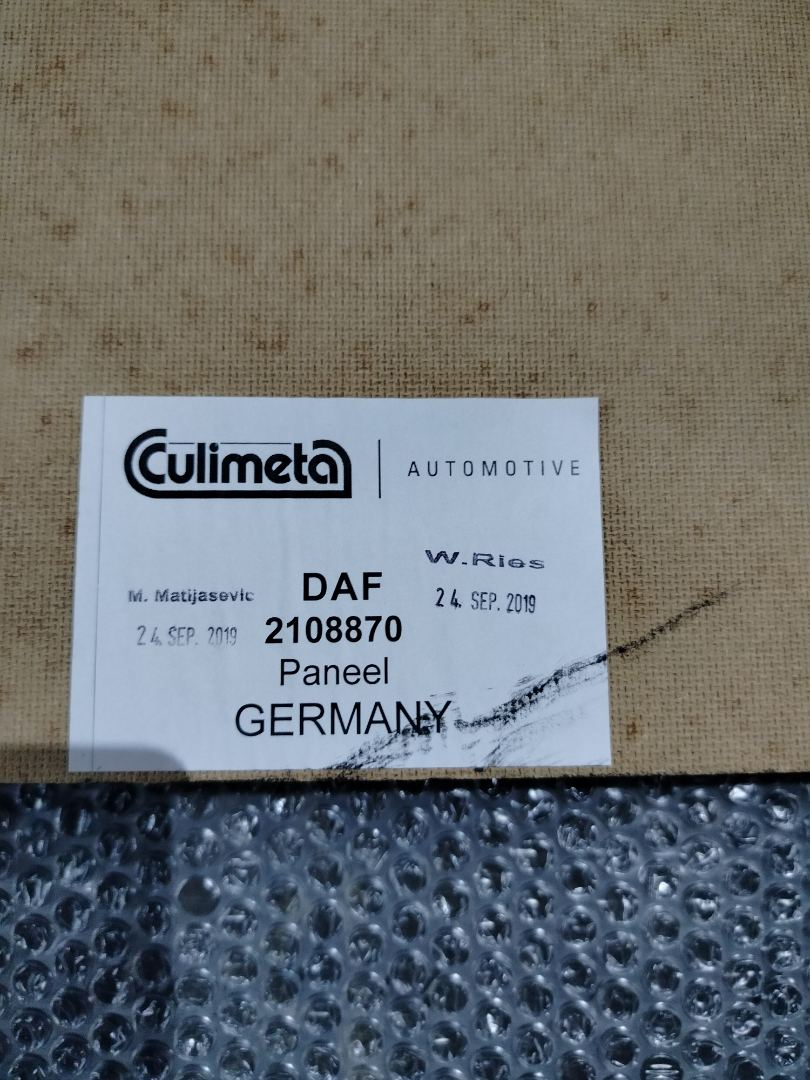 Culimeta AUTOMOTIVE
W.Ries
M. Matijasevic DAF 24. SEP. 2019
24. SEP. 2019 2108870
Paneel
GERMANY